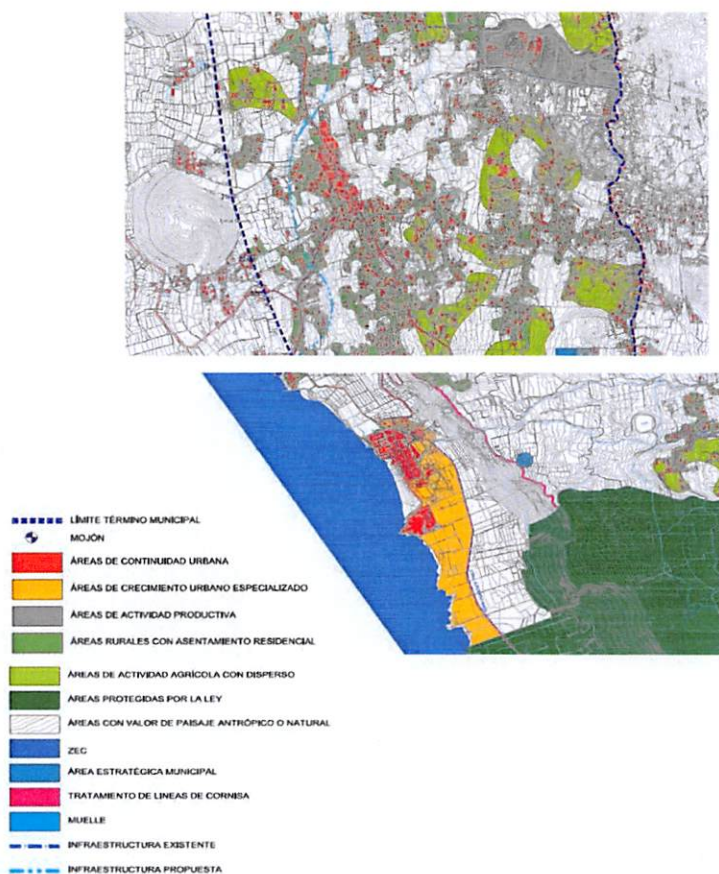 LÍMITE TÉRMINO MUNICIPAL
MOJÓN
ÁREAS DE CONTINUIDAD URBANA
ÁREAS DE CRECIMIENTO URBANO ESPECIALIZADO
ÁREAS DE ACTIVIDAD PRODUCTIVA
ÁREAS RURALES CON ASENTAMIENTO RESIDENCIAL
ÁREAS DE ACTIVIDAD AGRÍCOLA CON DISPERSO
ÁREAS PROTEGIDAS POR LA LEY
ÁREAS CON VALOR DE PAISAJE ANTRÓPICO O NATURAL
ZEC
ÁREA ESTRATÉGICA MUNICIPAL
TRATAMIENTO DE LINEAS DE CORNISA
MUELLE
INFRAESTRUCTURA EXISTENTE
INFRAESTRUCTURA PROPUESTA